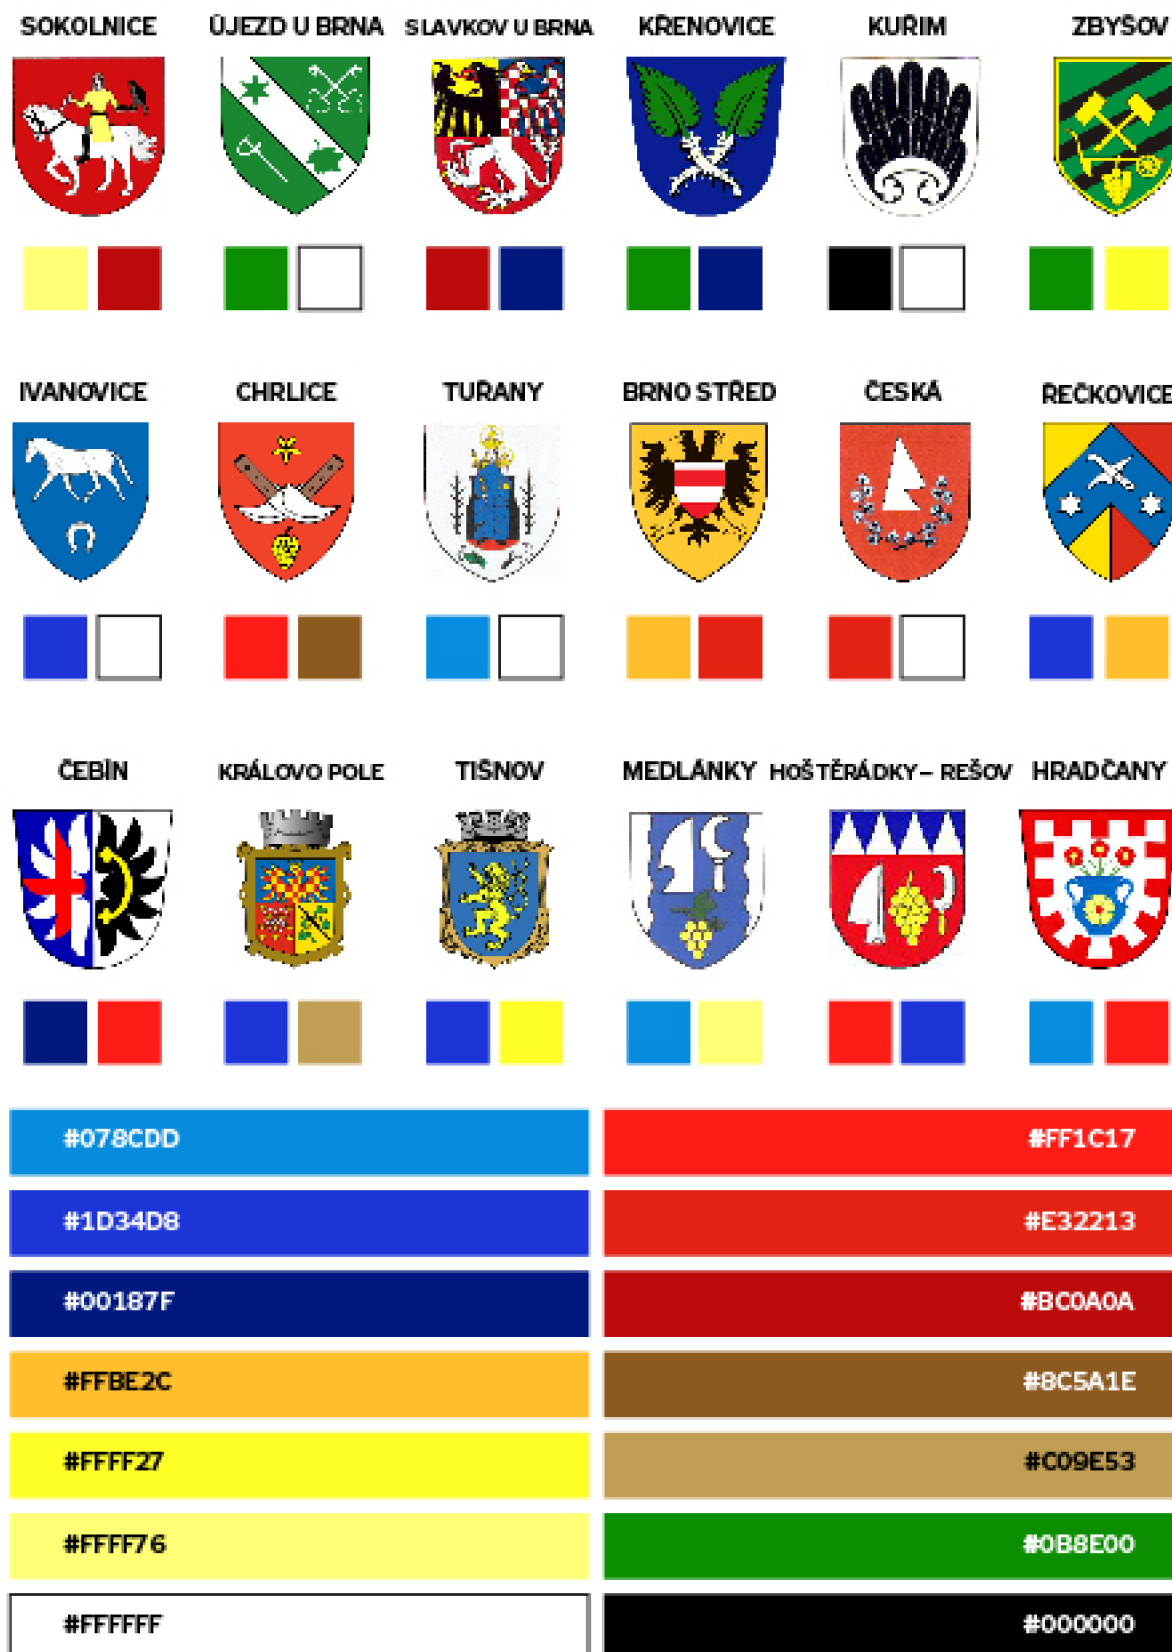 SOKOLNICE ÚJEZD U BRNA SLAVKOV U BRNA KŘENOVICE KUŘIM ZBYŠOV
IVANOVICE CHRLICE TUŘANY BRNO STŘED ČESKÁ ŘEČKOVICE
ČEBÍN KRÁLOVO POLE TIŠNOV MEDLÁNKY HOŠTĚRÁDKY – REŠOV HRADČANY
#078CDD #FF1C17
#1D34D8 #E32213
#00187F #BC0A0A
#FFBE2C #8C5A1E
#FFFF27 #C09E53
#FFFF76 #0B8E00
#FFFFFF #000000